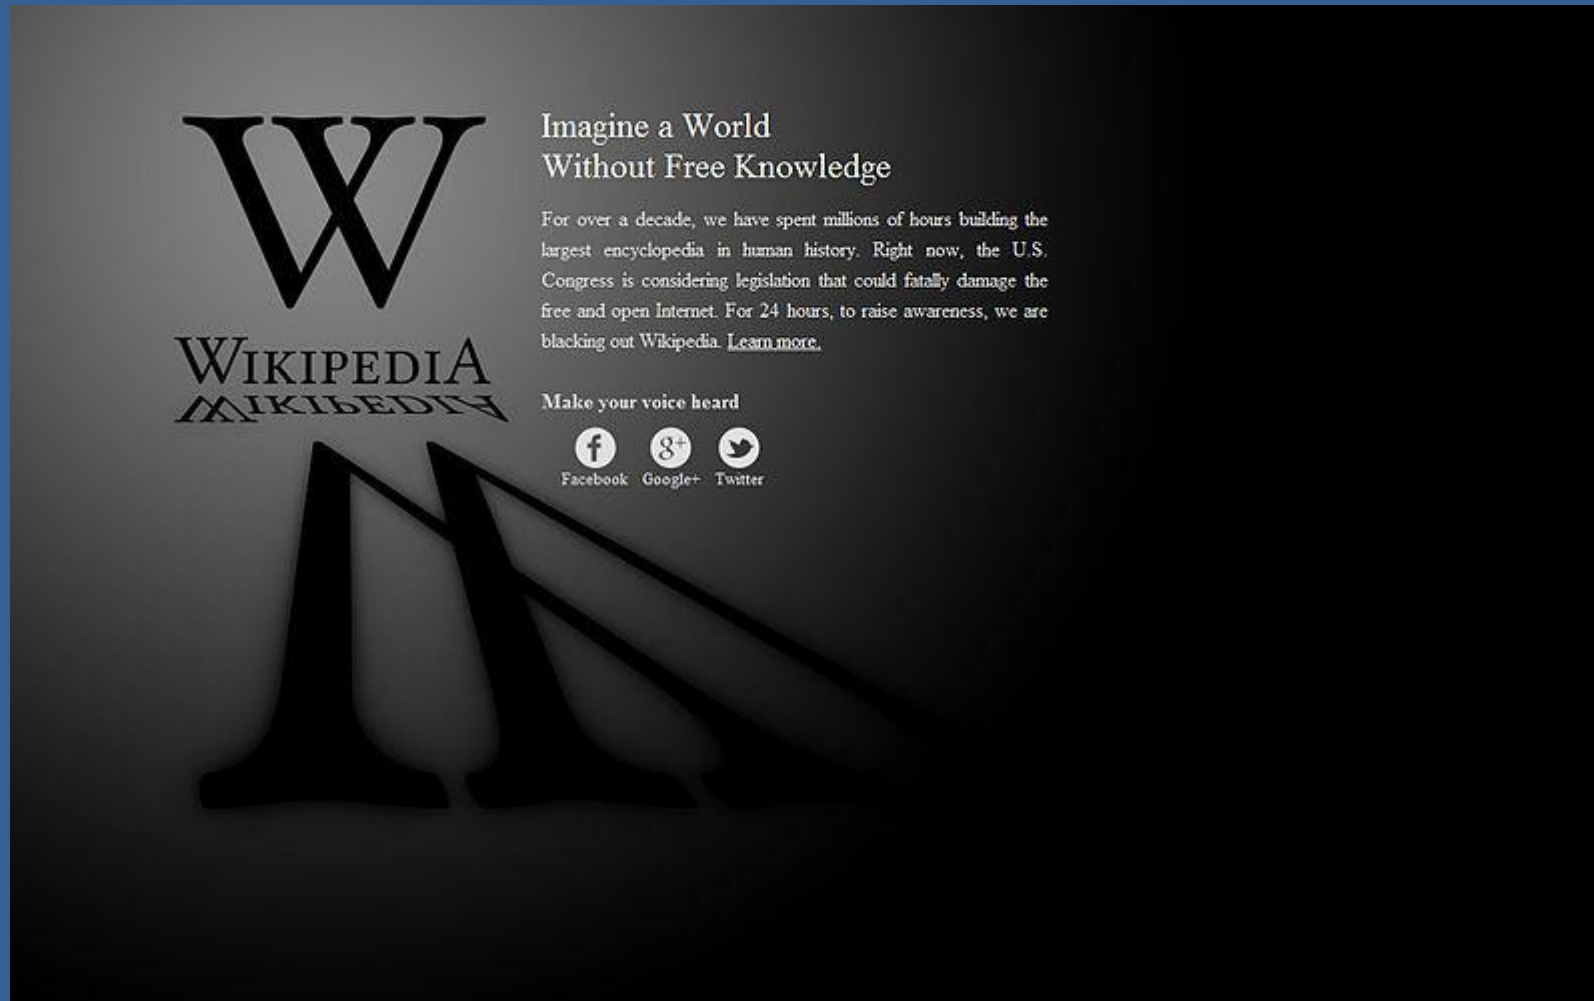 W
WIKIPEDIA
Imagine a World
Without Free Knowledge
For over a decade, we have spent millions of hours building the
largest encyclopedia in human history. Right now, the U.S.
Congress is considering legislation that could fatally damage the
free and open Internet. For 24 hours, to raise awareness, we are
blacking out Wikipedia. Learn more.
Make your voice heard
Facebook Google+ Twitter